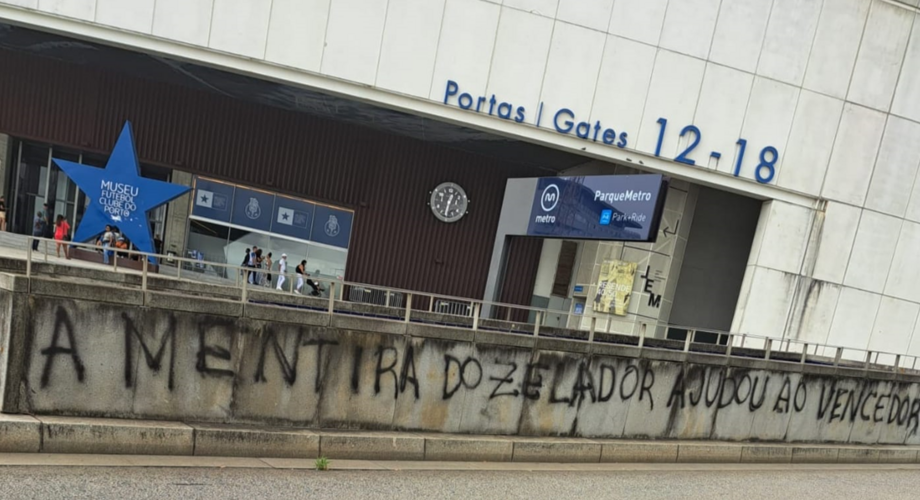 Portas | Gates 12-18
MUSEU
FUTEBOL
CLUBE DO
PORTO
metro
ParqueMetro
Park+Ride
A MENTIRA DO ZELADOR AJUDOU AO VENCEDOR